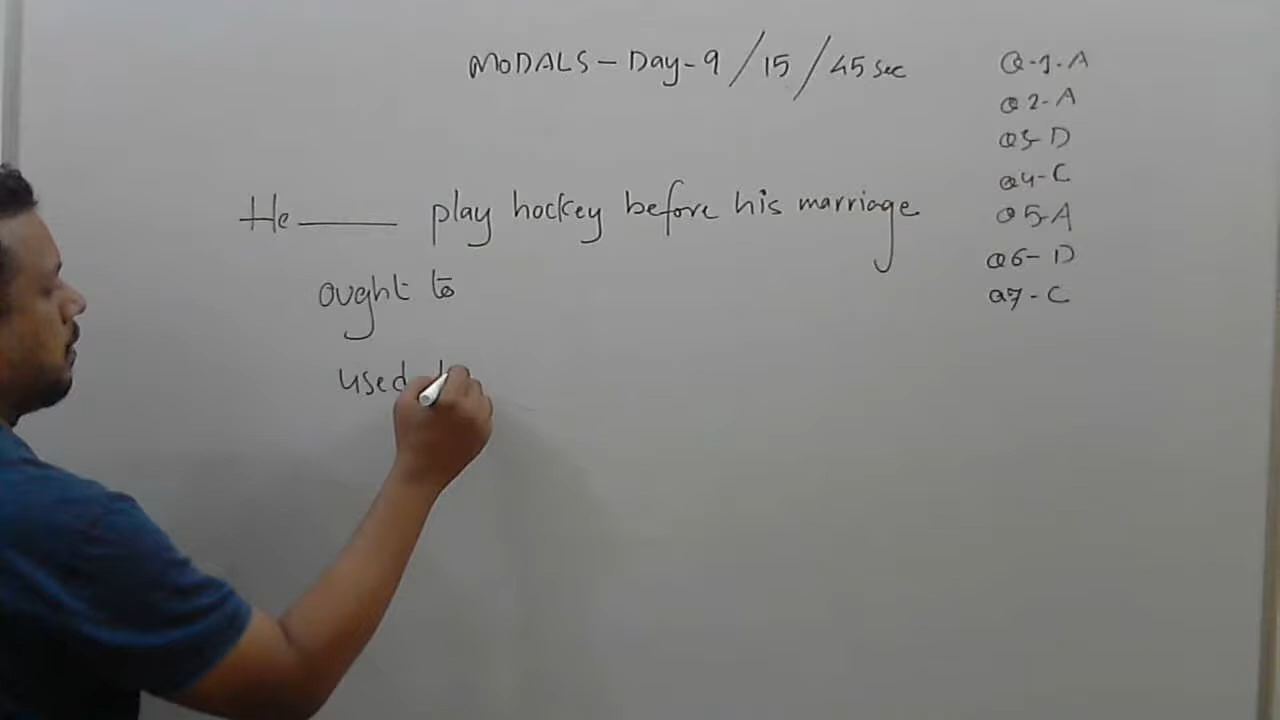 MODALS - Day - 9 / 15 / 45 sec
He ______ play hockey before his marriage
ought to
used
Q-1-A
Q2-A
Q3-D
Q4-C
Q5-A
Q6-D
Q7-C